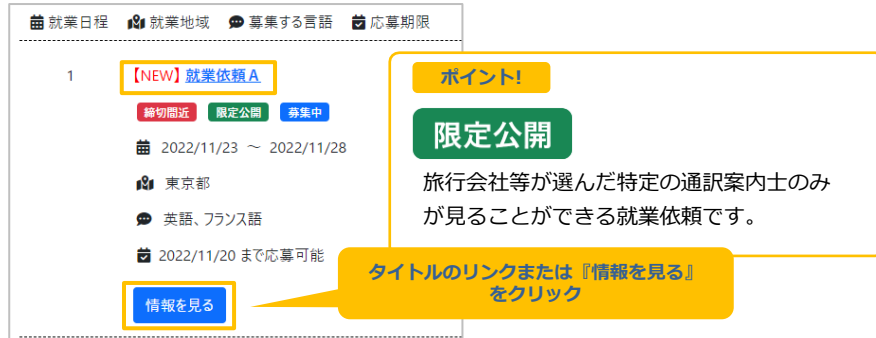 就業日程 就業地域 募集する言語 応募期限
1 【NEW】就業依頼A
締切間近 限定公開 募集中
2022/11/23 ～ 2022/11/28
東京都
英語、フランス語
2022/11/20 まで応募可能
情報を見る
ポイント!
限定公開
旅行会社等が選んだ特定の通訳案内士のみ
が見ることができる就業依頼です。
タイトルのリンクまたは『情報を見る』
をクリック